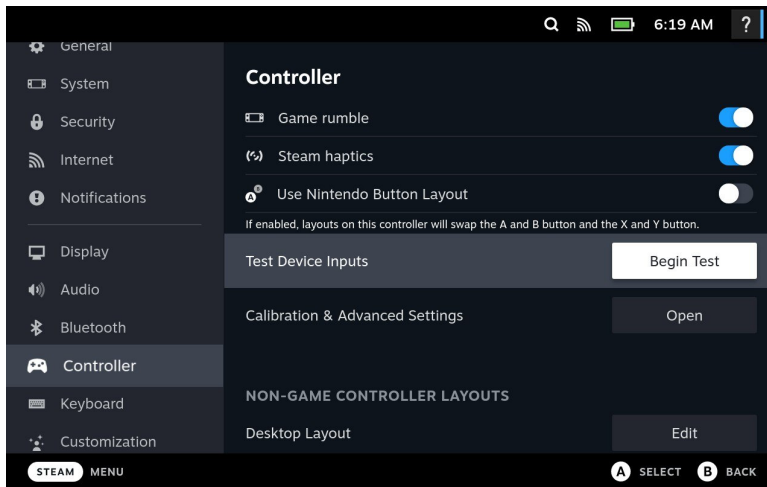 6:19 AM ?
General
System
Security
Internet
Notifications
Display
Audio
Bluetooth
Controller
Keyboard
Customization
Controller
Game rumble
Steam haptics
Use Nintendo Button Layout
If enabled, layouts on this controller will swap the A and B button and the X and Y button.
Test Device Inputs Begin Test
Calibration & Advanced Settings Open
NON-GAME CONTROLLER LAYOUTS
Desktop Layout Edit
STEAM MENU A SELECT B BACK